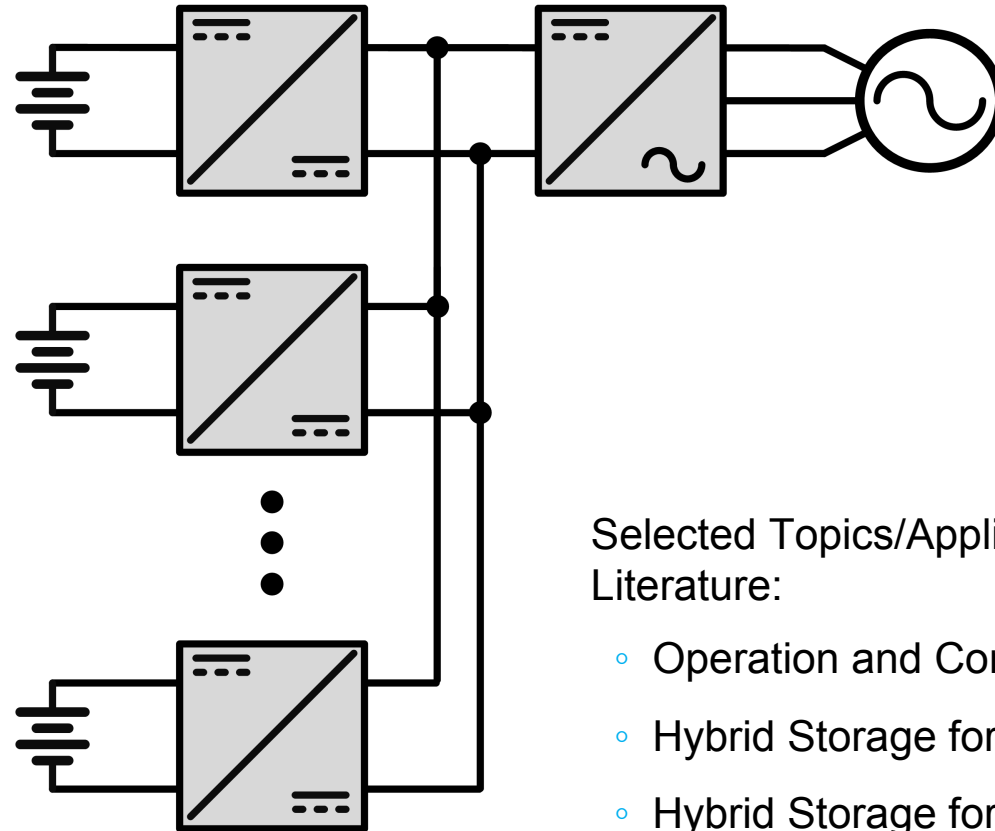 Selected Topics/Appli
Literature:
Operation and Co
Hybrid Storage for
Hybrid Storage for